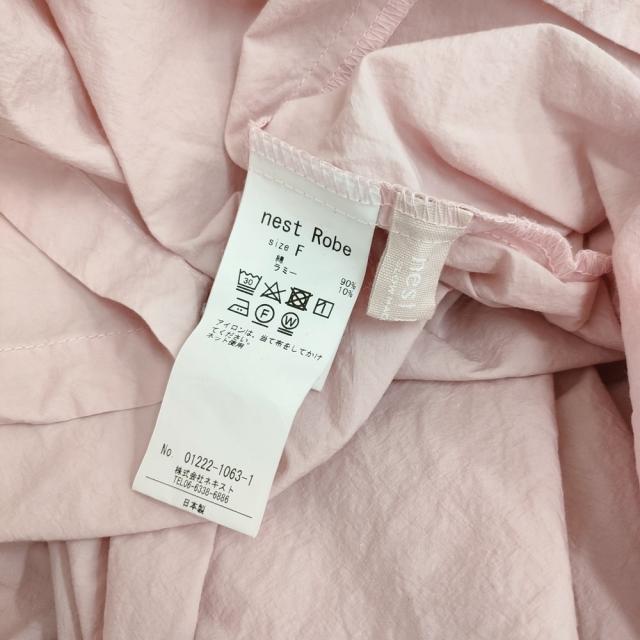 nest Robe
size F
綿 90%
ラミー 10%
30
F
W
アイロンは、当て布をしてかけ
てください。
ネット使用
No 01222-1063-1
株式会社ネキスト
TEL06-6338-6886
日本製
nest